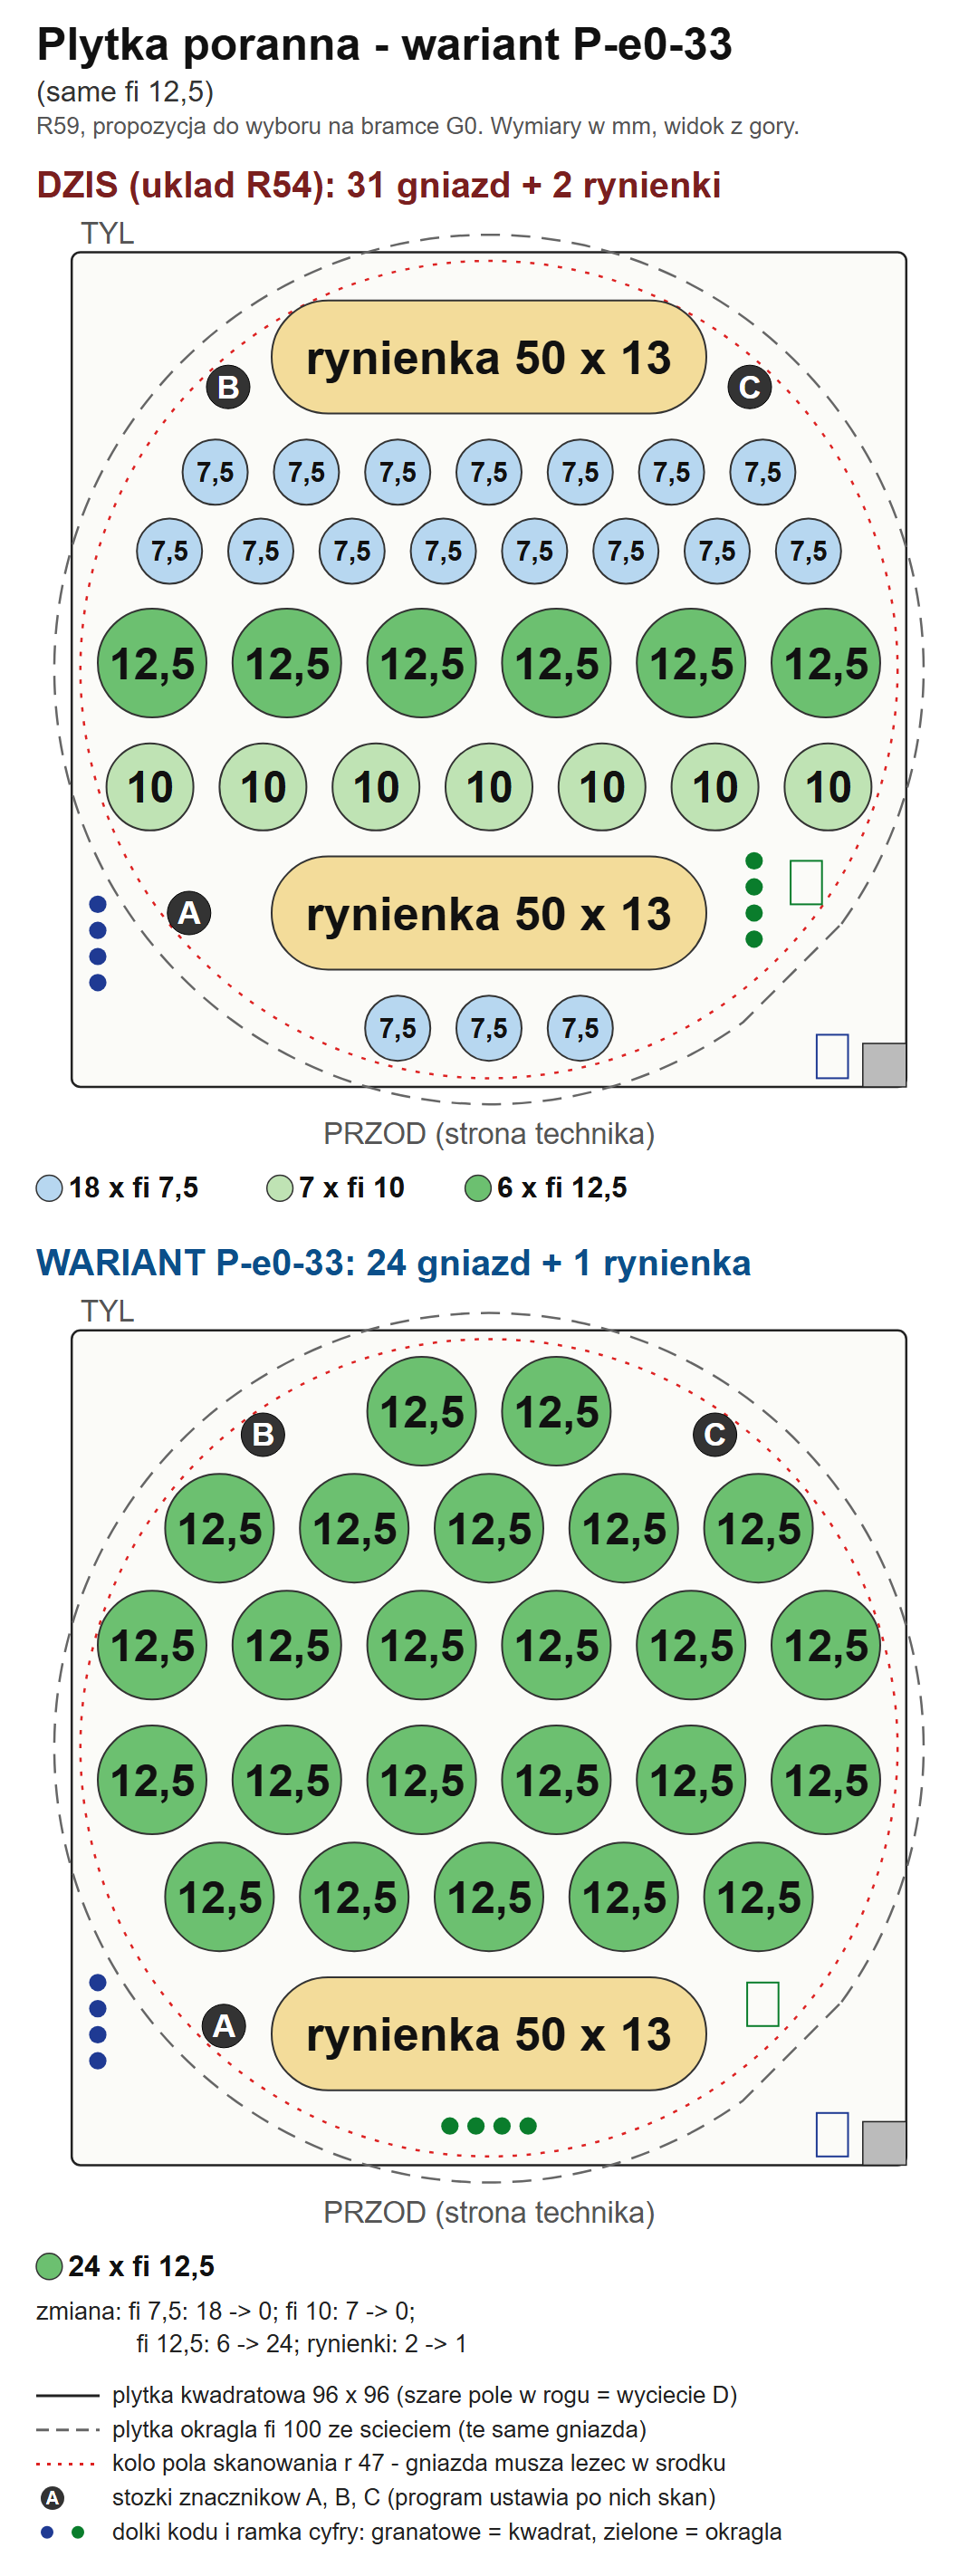 Plytka poranna - wariant P-e0-33
(same fi 12,5)
R59, propozycja do wyboru na bramce G0. Wymiary w mm, widok z gory.
DZIS (uklad R54): 31 gniazd + 2 rynienki
TYL
rynienka 50 x 13
B C
7,5 7,5 7,5 7,5 7,5 7,5 7,5
7,5 7,5 7,5 7,5 7,5 7,5 7,5 7,5
12,5 12,5 12,5 12,5 12,5 12,5
10 10 10 10 10 10 10
A rynienka 50 x 13
7,5 7,5 7,5
PRZOD (strona technika)
18 x fi 7,5 7 x fi 10 6 x fi 12,5
WARIANT P-e0-33: 24 gniazd + 1 rynienka
TYL
12,5 12,5
B C
12,5 12,5 12,5 12,5 12,5
12,5 12,5 12,5 12,5 12,5 12,5
12,5 12,5 12,5 12,5 12,5 12,5
12,5 12,5 12,5 12,5 12,5
A rynienka 50 x 13
PRZOD (strona technika)
24 x fi 12,5
zmiana: fi 7,5: 18 -> 0; fi 10: 7 -> 0;
fi 12,5: 6 -> 24; rynienki: 2 -> 1
plytka kwadratowa 96 x 96 (szare pole w rogu = wyciecie D)
plytka okragla fi 100 ze scieciem (te same gniazda)
kolo pola skanowania r 47 - gniazda musza lezec w srodku
A stozki znacznikow A, B, C (program ustawia po nich skan)
dolki kodu i ramka cyfry: granatowe = kwadrat, zielone = okragla